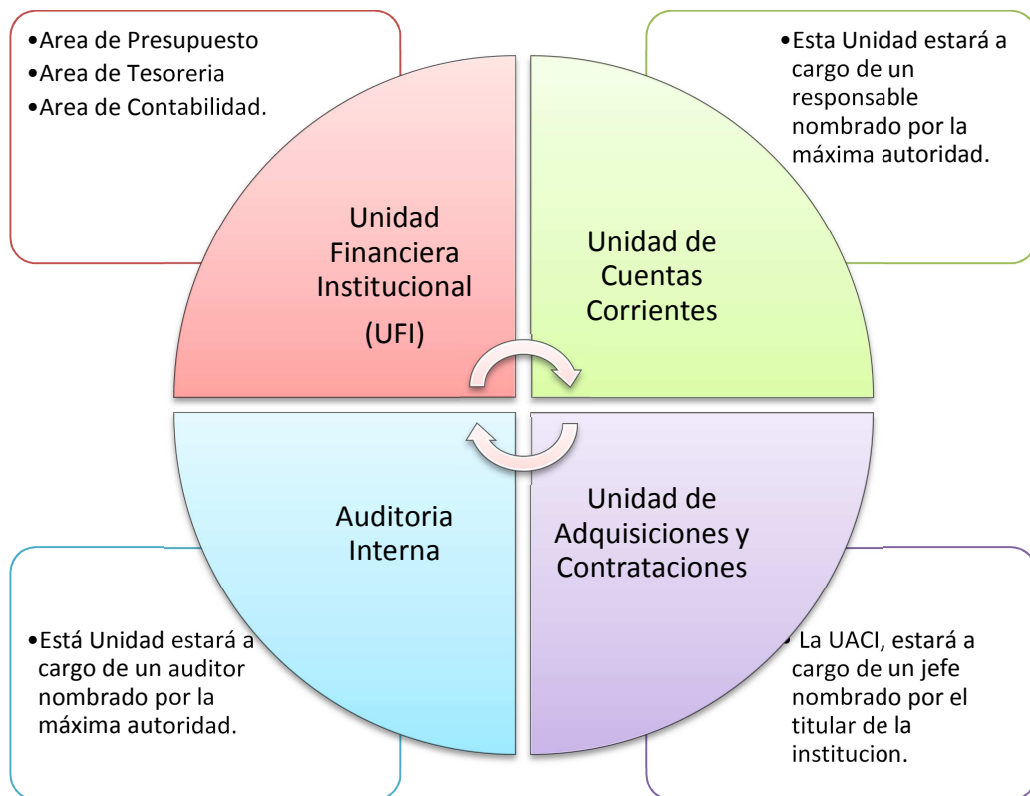 •Area de Presupuesto
•Area de Tesoreria
•Area de Contabilidad.
•Esta Unidad estará a
cargo de un
responsable
nombrado por la
máxima autoridad.
Unidad
Financiera
Institucional
(UFI)
Unidad de
Cuentas
Corrientes
Auditoria
Interna
Unidad de
Adquisiciones y
Contrataciones
•Está Unidad estará a
cargo de un auditor
nombrado por la
máxima autoridad.
• La UACI, estará a
cargo de un jefe
nombrado por el
titular de la
institucion.